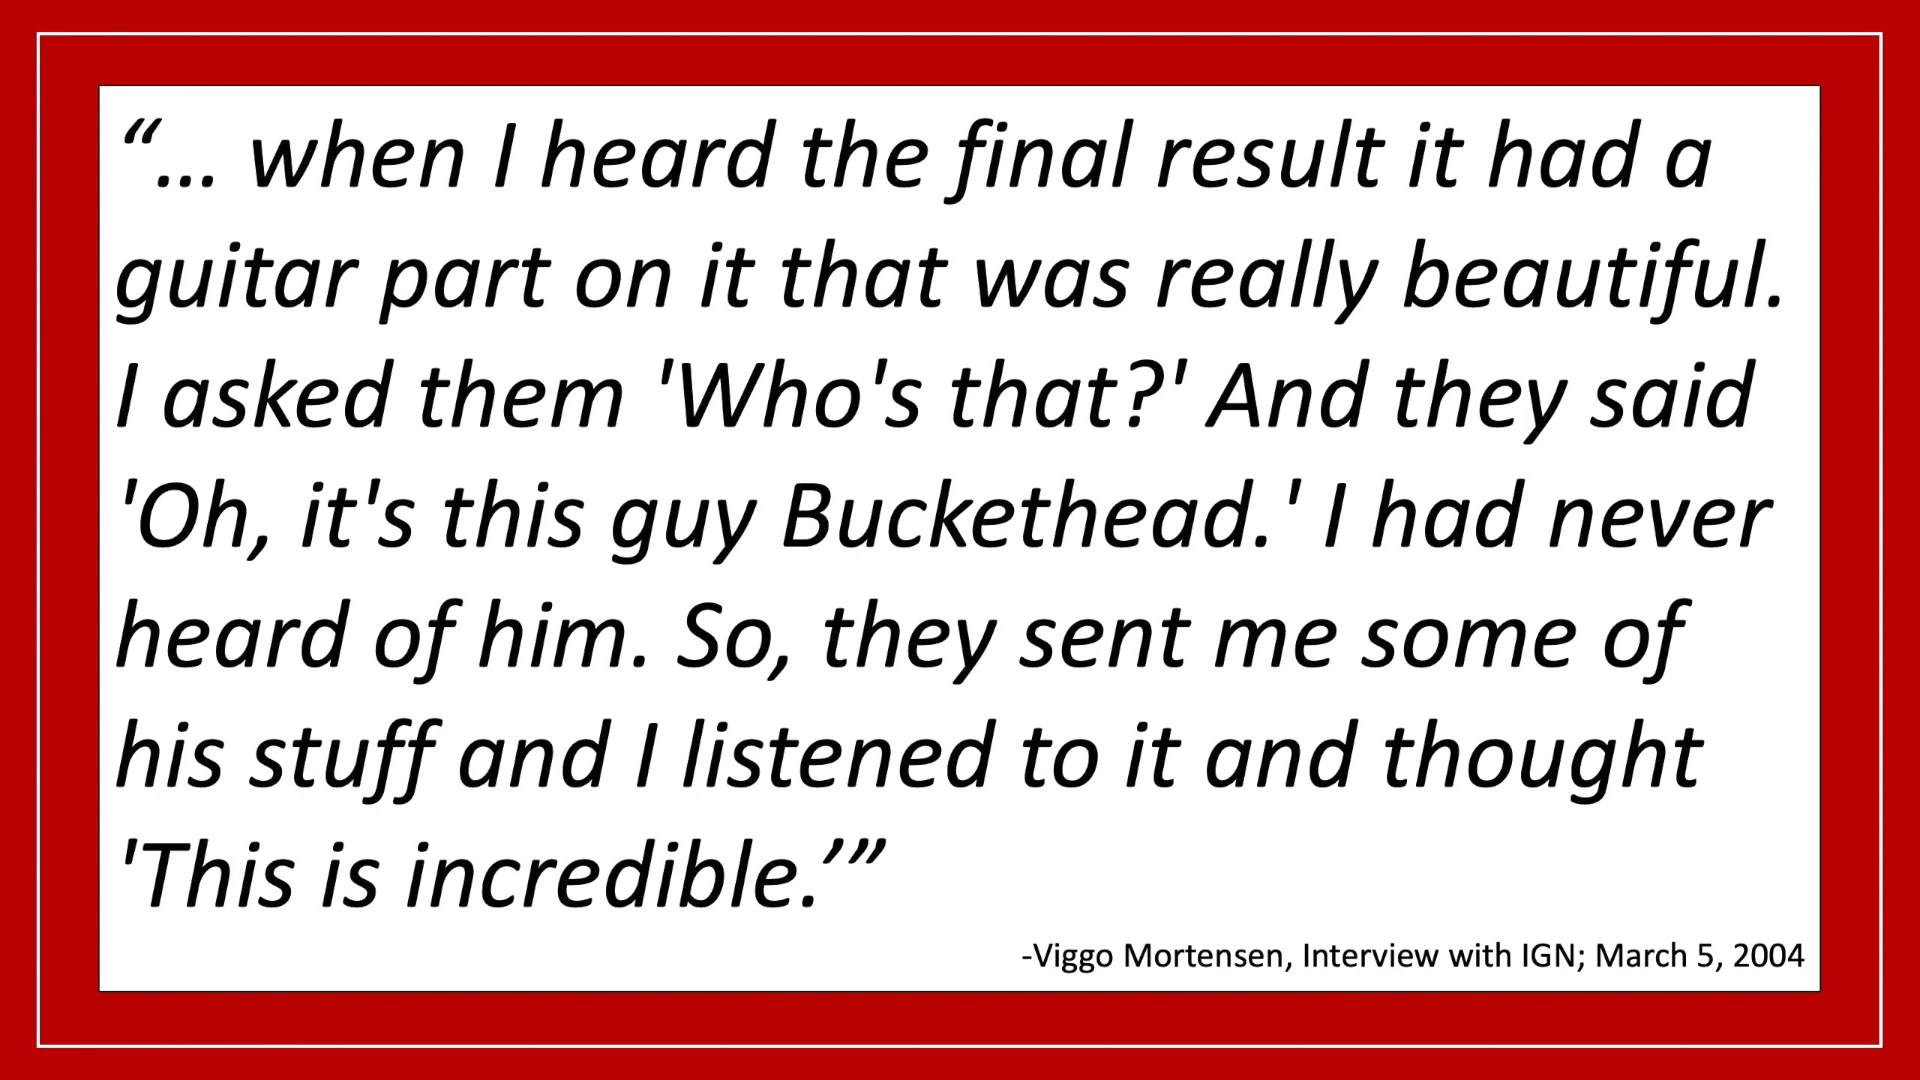 “… when I heard the final result it had a
guitar part on it that was really beautiful.
I asked them 'Who's that?' And they said
'Oh, it's this guy Buckethead.' I had never
heard of him. So, they sent me some of
his stuff and I listened to it and thought
'This is incredible.’”
-Viggo Mortensen, Interview with IGN; March 5, 2004